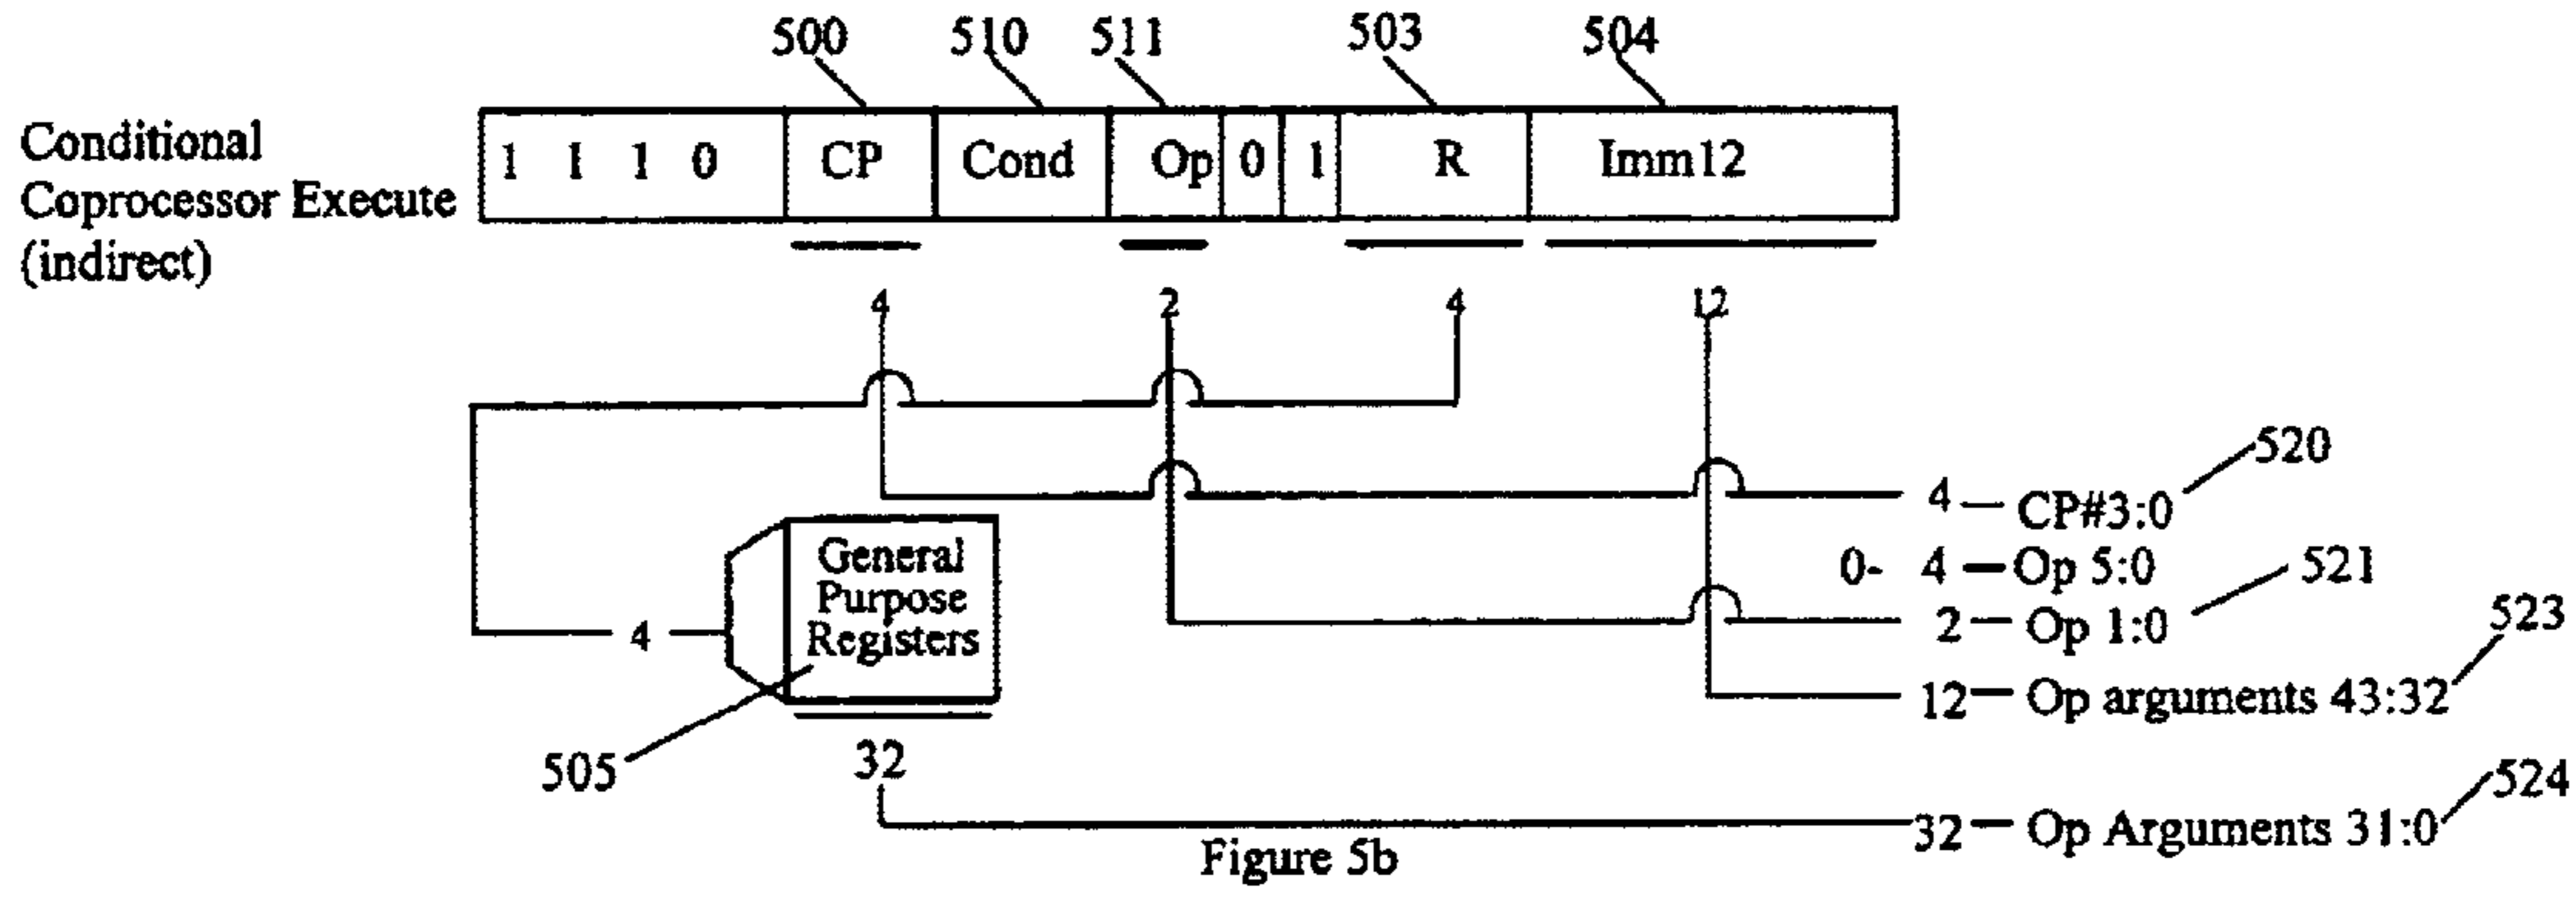 500 510 511 503 504
Conditional
Coprocessor Execute
(indirect)
1 1 1 0 CP Cond Op 0 1 R Imm12
4 2 4 12
520
4 CP#3:0
0- 4 Op 5:0
521
2 Op 1:0
523
12 Op arguments 43:32
General
Purpose
Registers
4
505
32
524
32 Op Arguments 31:0
Figure 5b